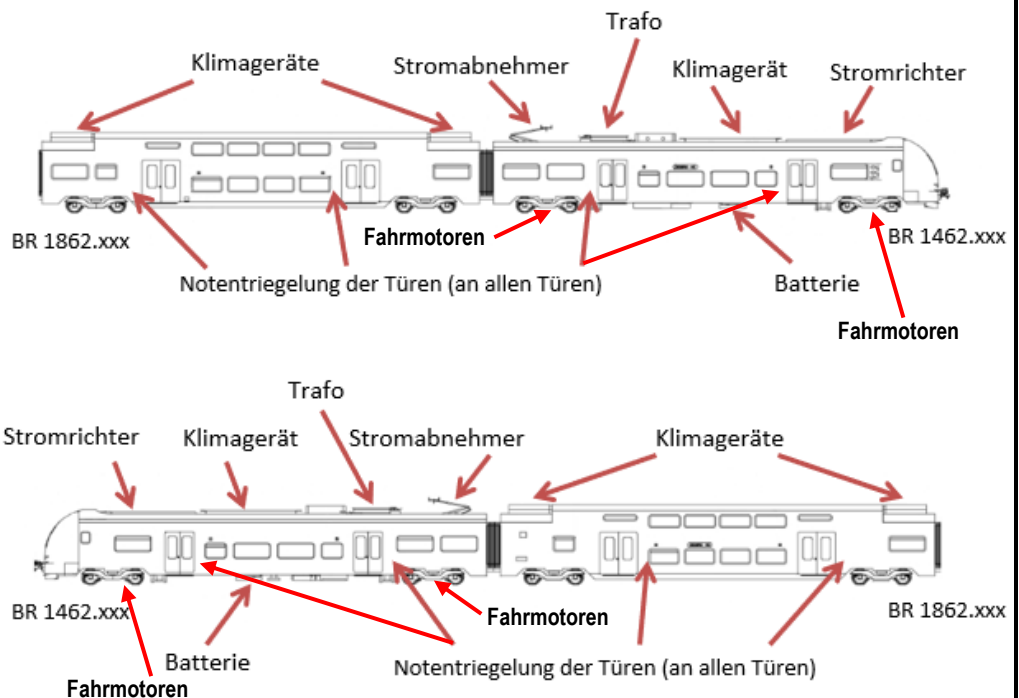 Trafo
Klimageräte
Stromabnehmer
Klimagerät
Stromrichter
BR 1862.xxx
Fahrmotoren
BR 1462.xxx
Notentriegelung der Türen (an allen Türen)
Batterie
Fahrmotoren
Trafo
Stromrichter
Klimagerät
Stromabnehmer
Klimageräte
BR 1462.xxx
Fahrmotoren
BR 1862.xxx
Batterie
Notentriegelung der Türen (an allen Türen)
Fahrmotoren